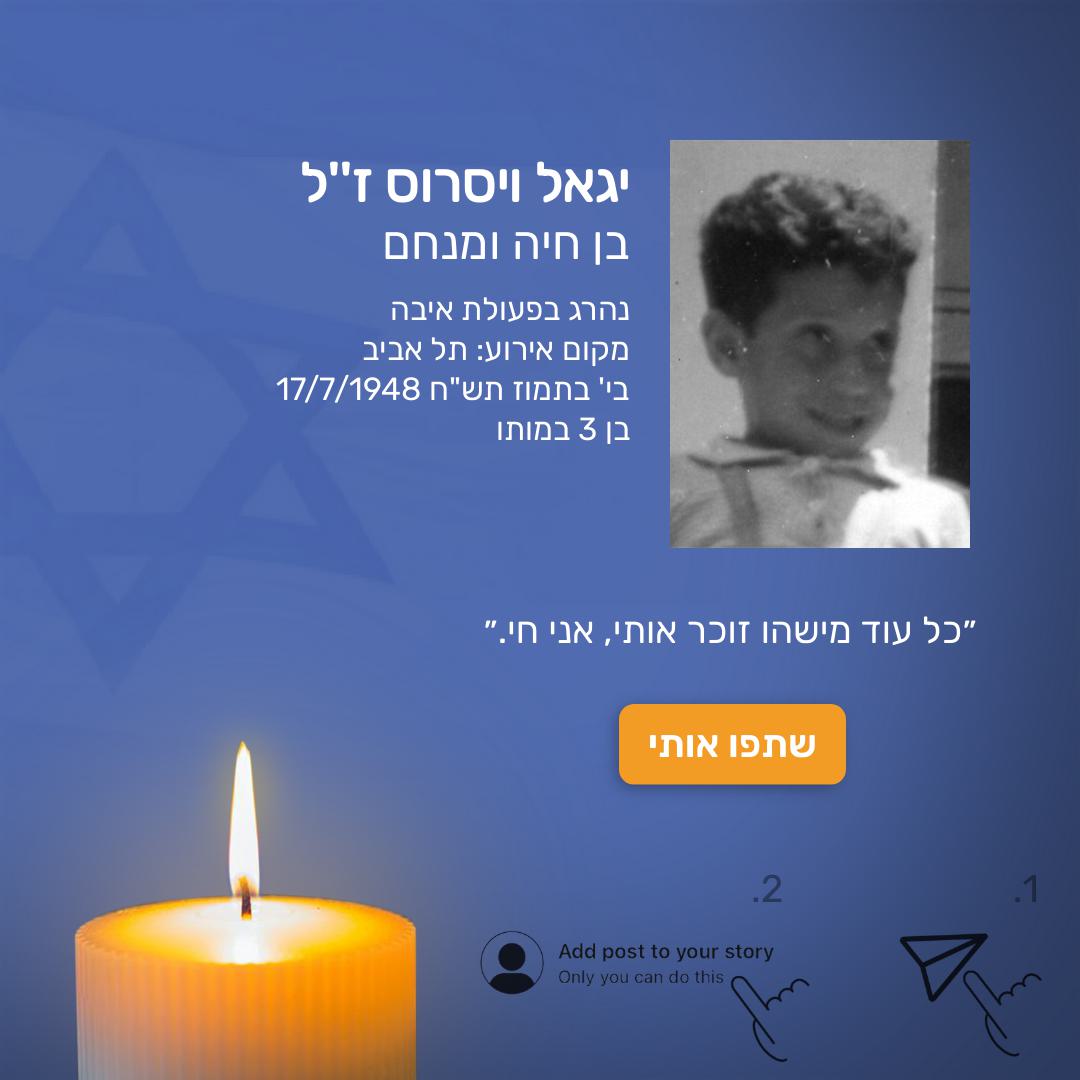 יגאל ויסרוס ז''ל
בן חיה ומנחם
נהרג בפעולת איבה
מקום אירוע: תל אביב
בי' בתמוז תש"ח 17/7/1948
בן 3 במותו
״כל עוד מישהו זוכר אותי, אני חי.״
שתפו אותי
.1
.2
Add post to your story
Only you can do this